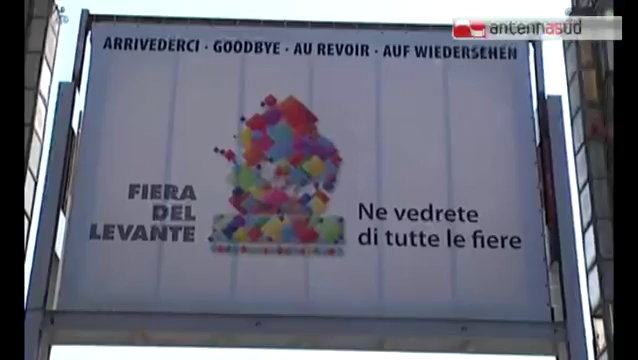 antennasud
ARRIVEDERCI · GOODBYE · AU REVOIR · AUF WIEDERSEHEN
FIERA
DEL
LEVANTE
Ne vedrete
di tutte le fiere